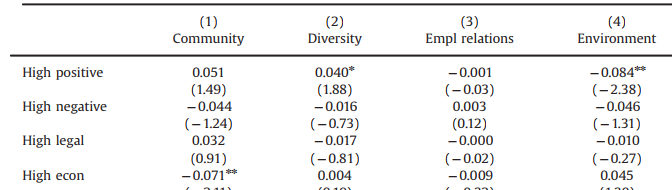 (1) (2) (3) (4)
Community Diversity Empl relations Environment
High positive 0.051 0.040* −0.001 −0.084**
(1.49) (1.88) (−0.03) (−2.38)
High negative −0.044 −0.016 0.003 −0.046
(−1.24) (−0.73) (0.12) (−1.31)
High legal 0.032 −0.017 −0.000 −0.010
(0.91) (−0.81) (−0.02) (−0.27)
High econ −0.071** 0.004 −0.009 0.045